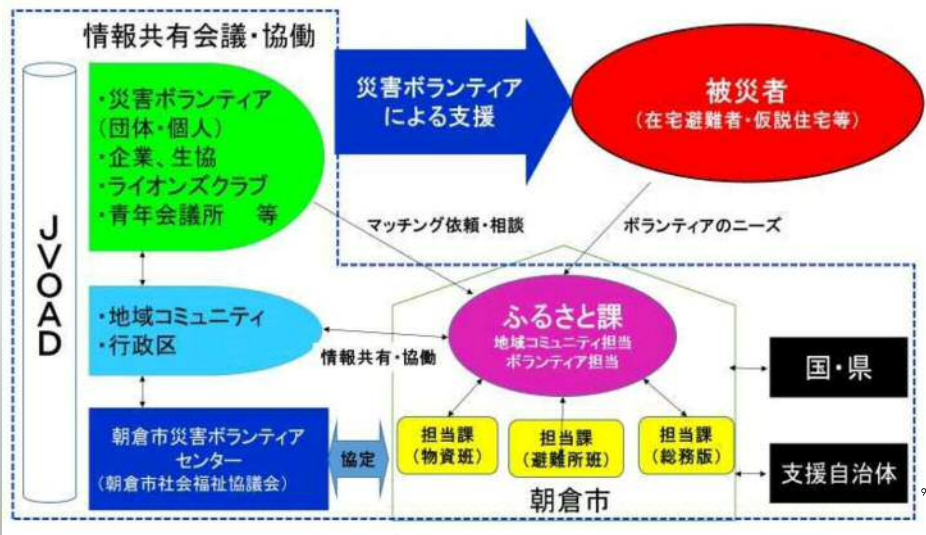 情報共有会議・協働
JVOAD
・災害ボランティア
(団体・個人)
・企業、生協
・ライオンズクラブ
・青年会議所 等
災害ボランティア
による支援
被災者
(在宅避難者・仮説住宅等)
マッチング依頼・相談
ボランティアのニーズ
・地域コミュニティ
・行政区
情報共有・協働
ふるさと課
地域コミュニティ担当
ボランティア担当
国・県
朝倉市災害ボランティア
センター
(朝倉市社会福祉協議会)
協定
担当課
(物資班)
担当課
(避難所班)
担当課
(総務版)
支援自治体
朝倉市
9